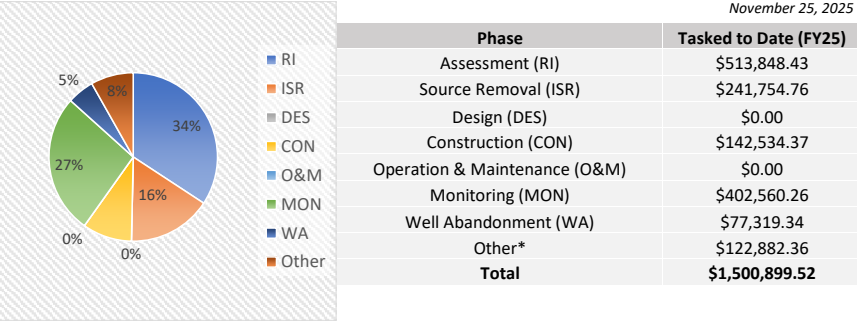 November 25, 2025
5%
8%
34%
27%
16%
0%
0%
RI
ISR
DES
CON
O&M
MON
WA
Other
Phase Tasked to Date (FY25)
Assessment (RI) $513,848.43
Source Removal (ISR) $241,754.76
Design (DES) $0.00
Construction (CON) $142,534.37
Operation & Maintenance (O&M) $0.00
Monitoring (MON) $402,560.26
Well Abandonment (WA) $77,319.34
Other* $122,882.36
Total $1,500,899.52